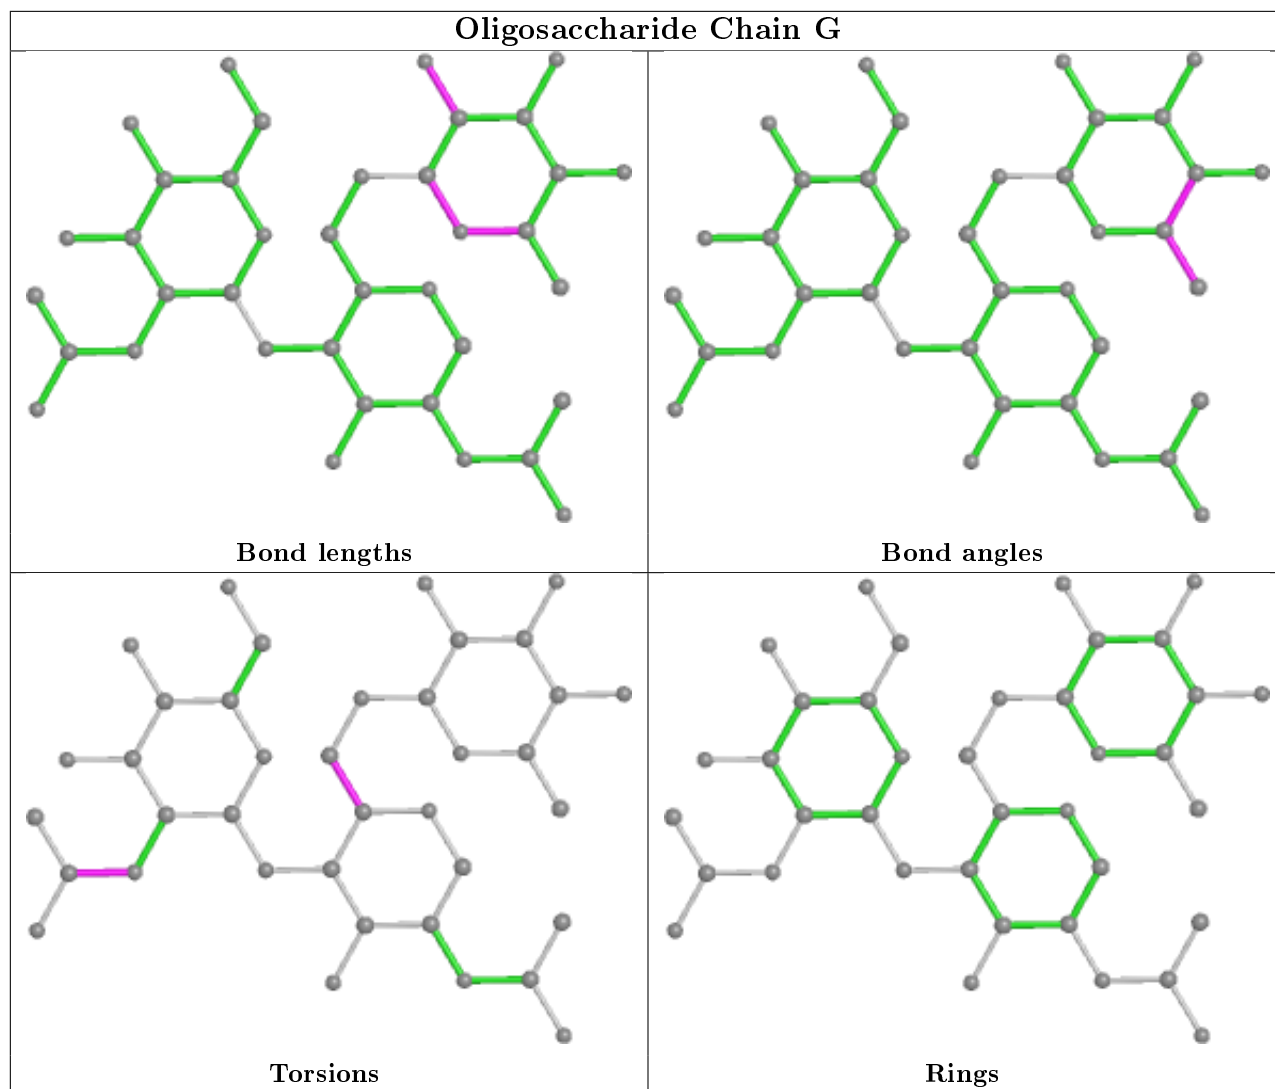 Oligosaccharide Chain G
Bond lengths
Bond angles
Torsions
Rings